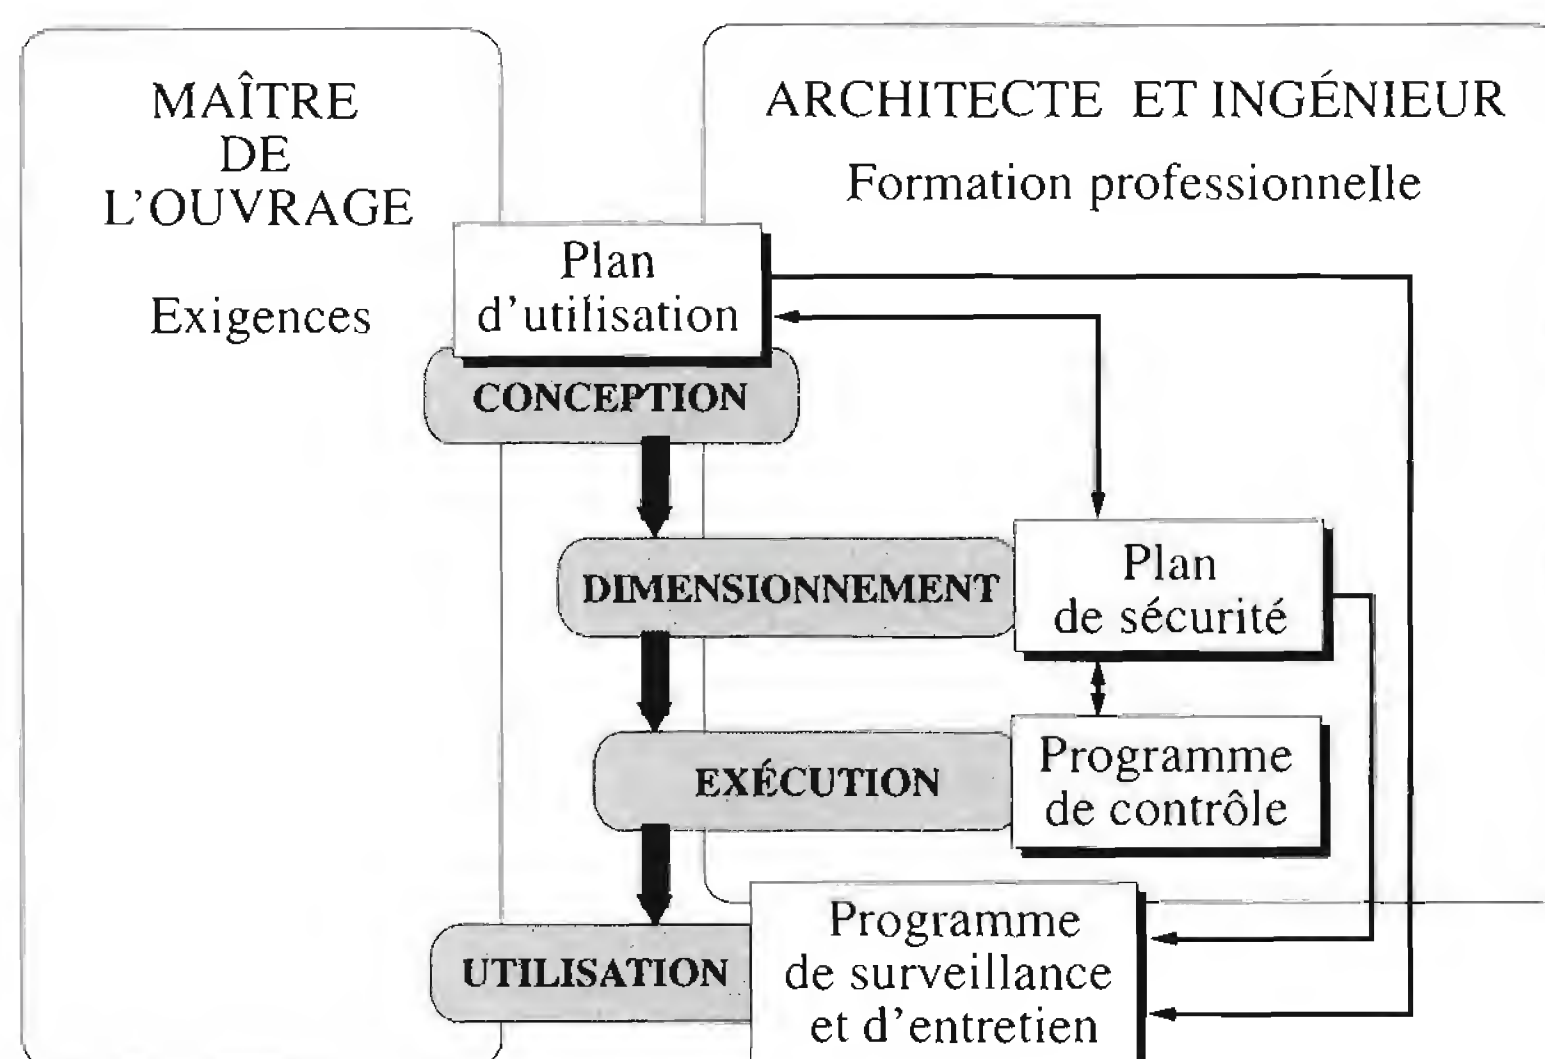 MAÎTRE
DE
L'OUVRAGE
Exigences
ARCHITECTE ET INGÉNIEUR
Formation professionnelle
Plan
d'utilisation
CONCEPTION
DIMENSIONNEMENT
Plan
de sécurité
EXÉCUTION
Programme
de contrôle
UTILISATION
Programme
de surveillance
et d'entretien